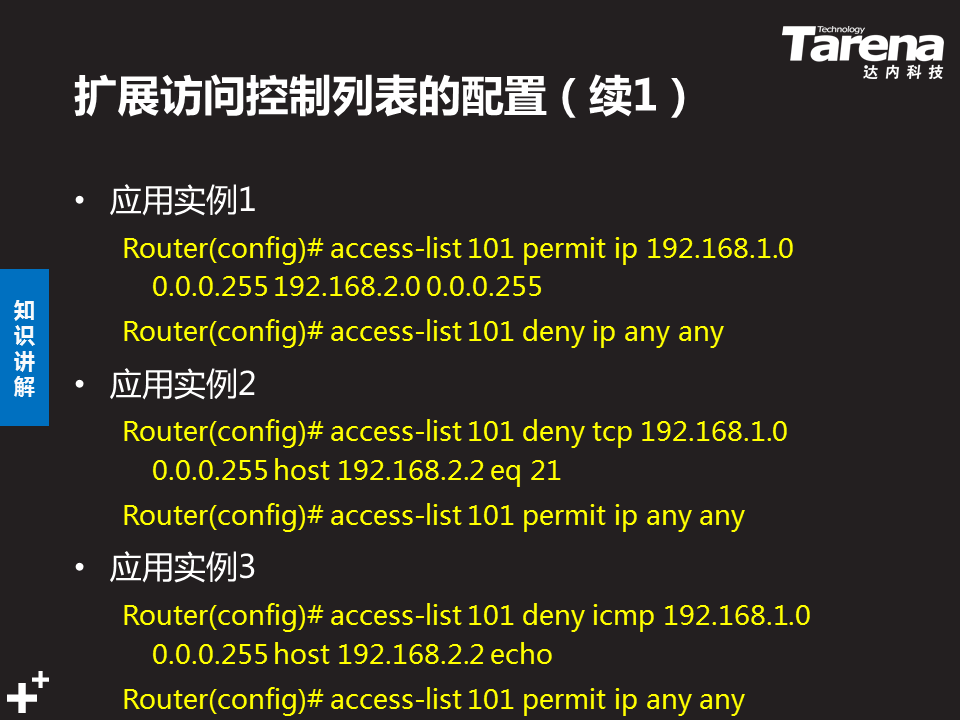 Technology
Tarena
达内科技
扩展访问控制列表的配置（续1）
• 应用实例1
Router(config)# access-list 101 permit ip 192.168.1.0
0.0.0.255 192.168.2.0 0.0.0.255
Router(config)# access-list 101 deny ip any any
知
识
讲
解
• 应用实例2
Router(config)# access-list 101 deny tcp 192.168.1.0
0.0.0.255 host 192.168.2.2 eq 21
Router(config)# access-list 101 permit ip any any
• 应用实例3
Router(config)# access-list 101 deny icmp 192.168.1.0
0.0.0.255 host 192.168.2.2 echo
Router(config)# access-list 101 permit ip any any